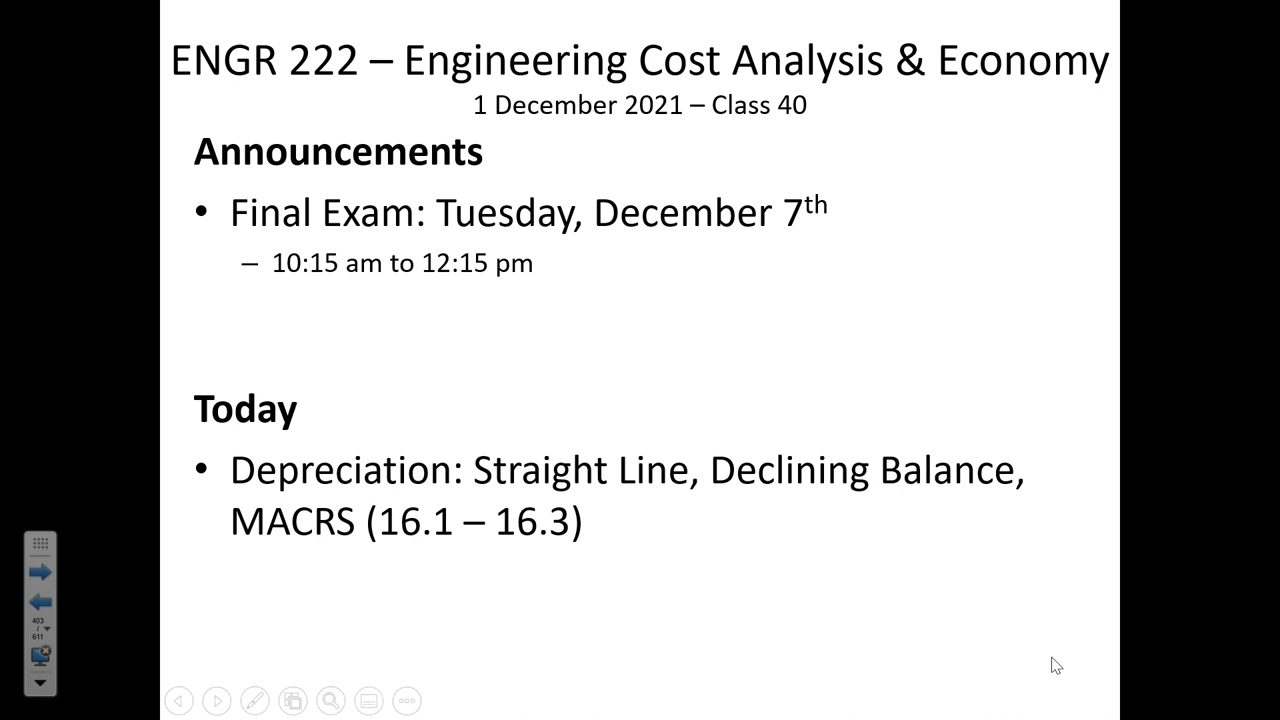 ENGR 222 – Engineering Cost Analysis & Economy
1 December 2021 – Class 40
Announcements
• Final Exam: Tuesday, December 7th
– 10:15 am to 12:15 pm
Today
• Depreciation: Straight Line, Declining Balance,
MACRS (16.1 – 16.3)
403
/
611